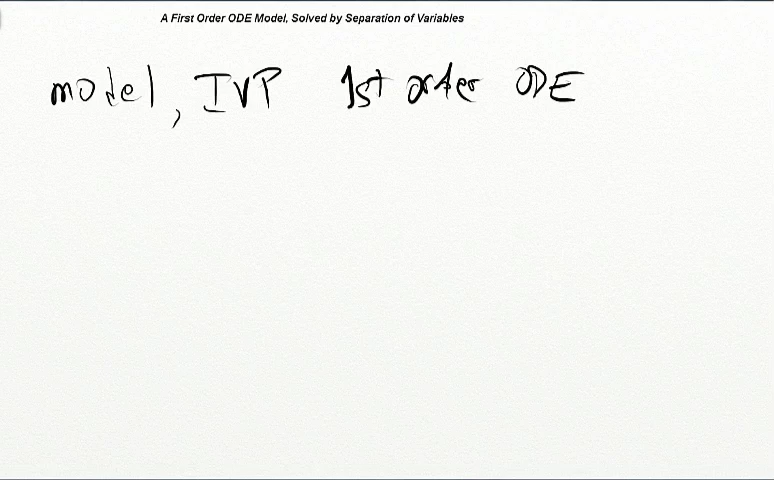 A First Order ODE Model, Solved by Separation of Variables
model, IVP 1st order ODE